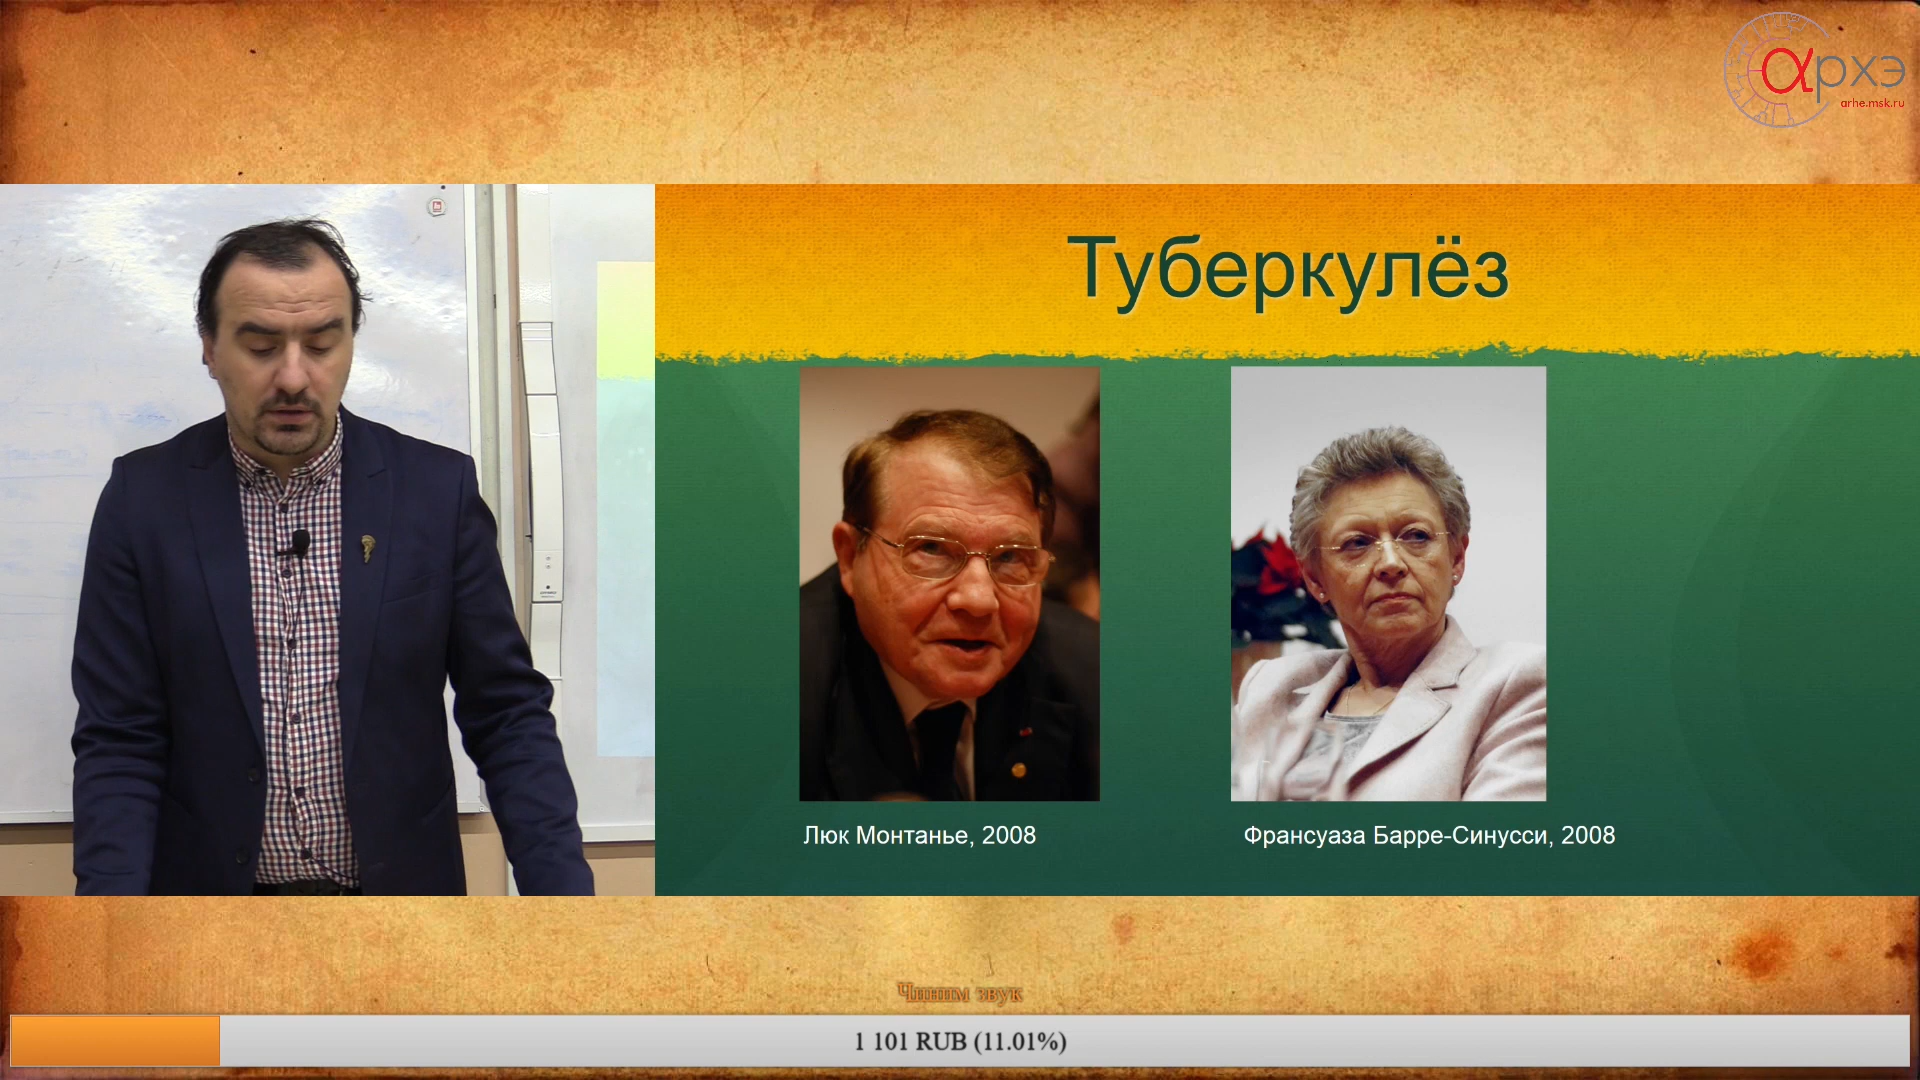 αрхэ
arhe.msk.ru
Туберкулёз
Люк Монтанье, 2008
Франсуаза Барре-Синусси, 2008
Чиним звук
1 101 RUB (11.01%)